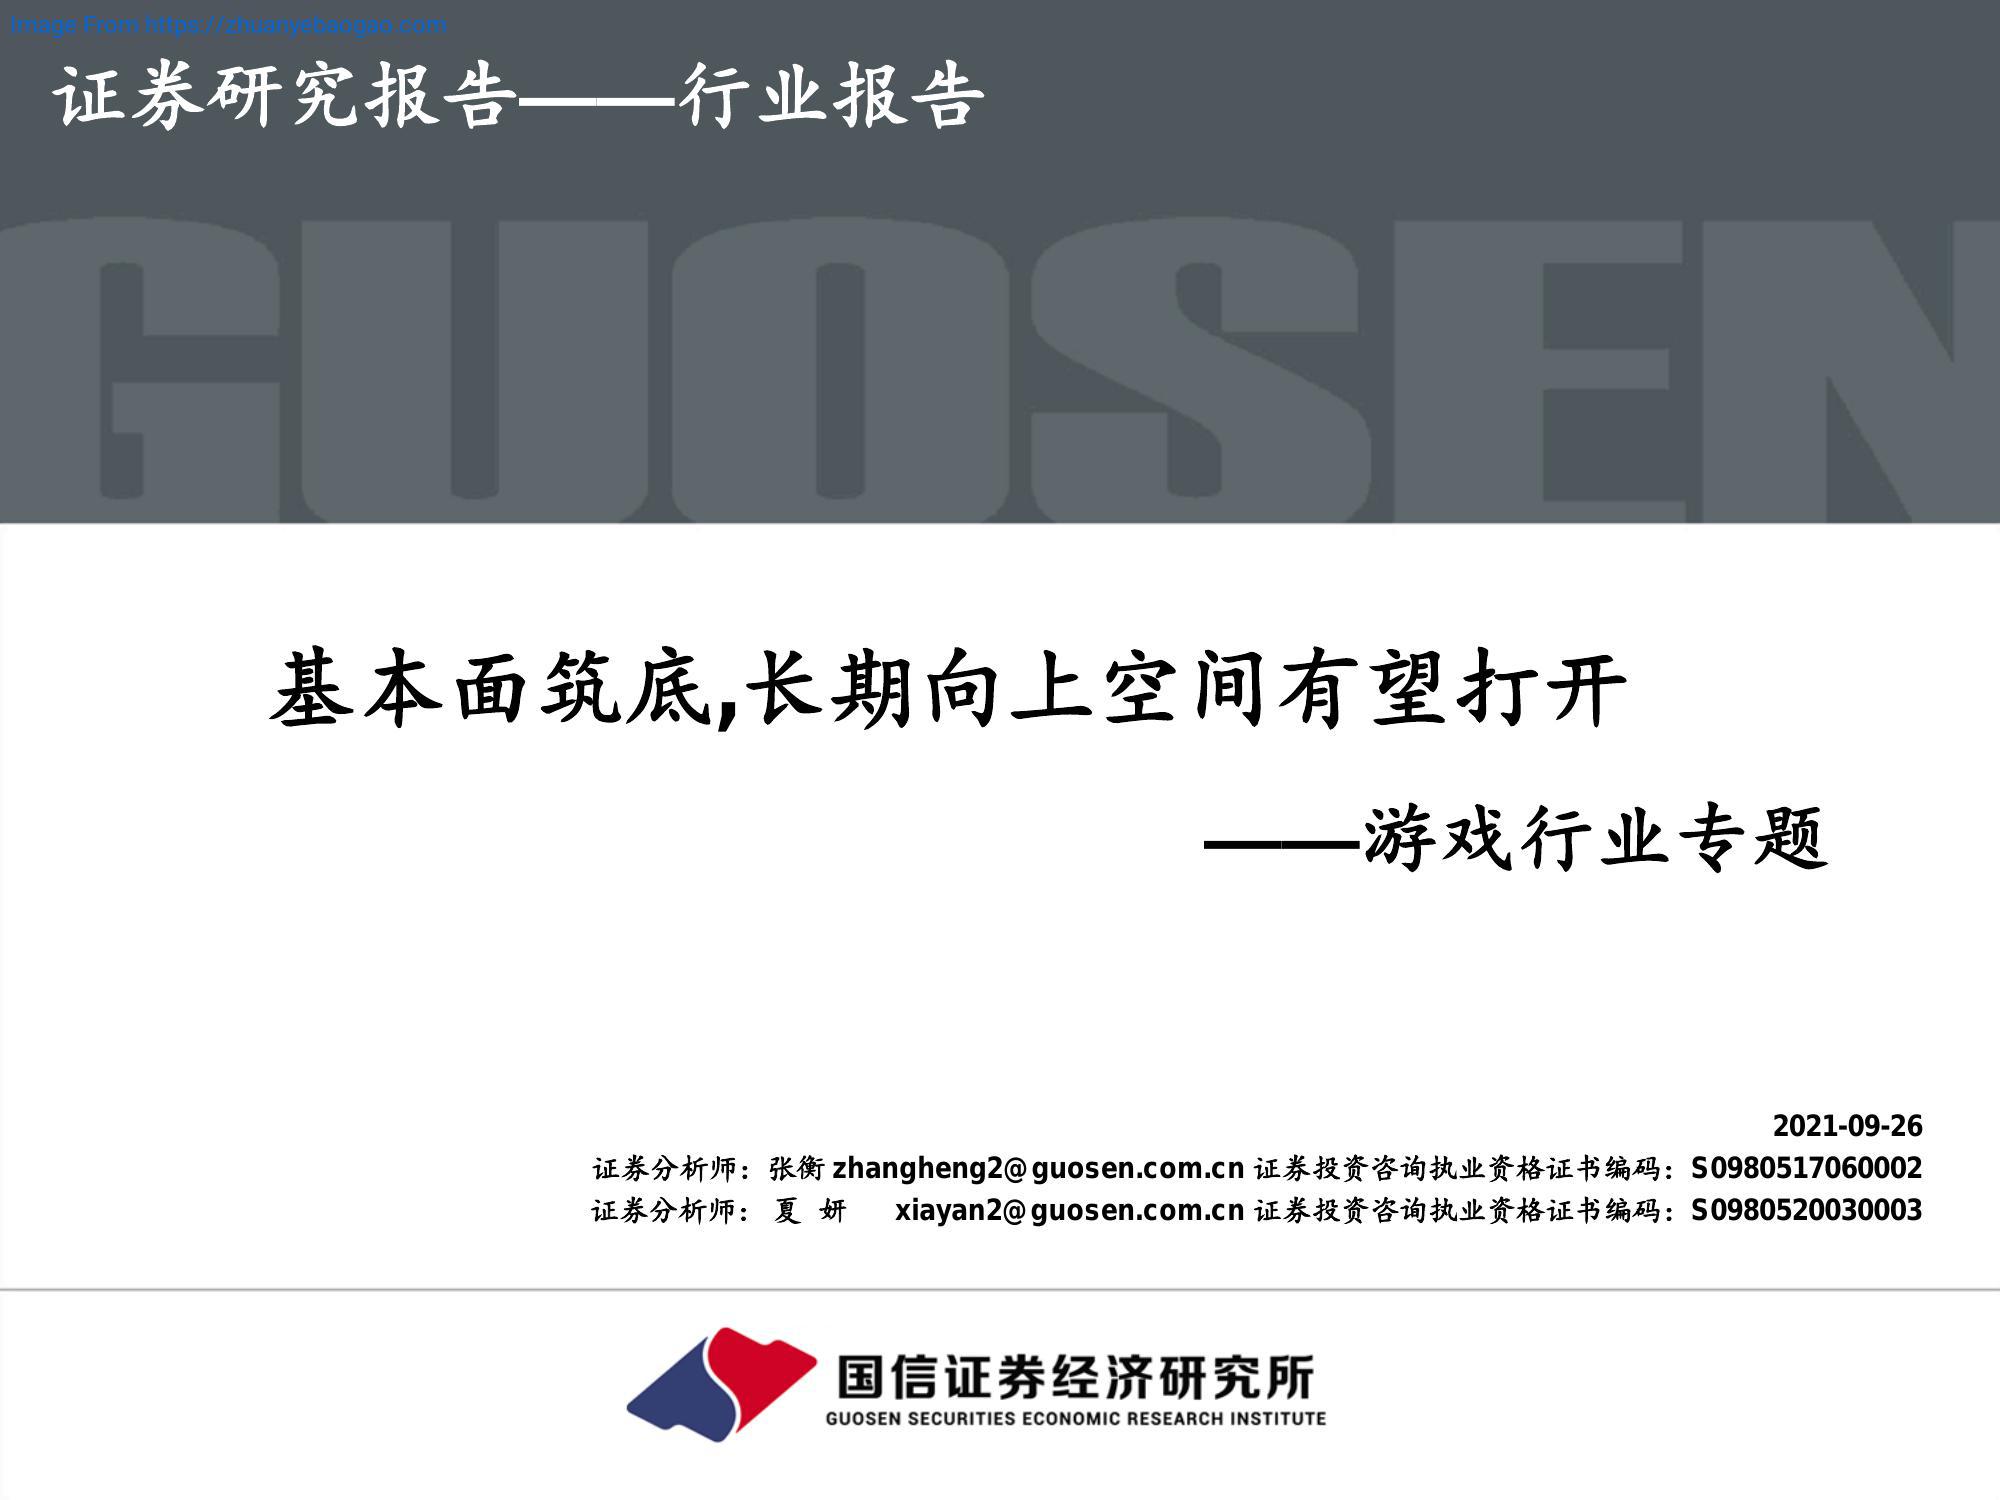 Image From https://zhuanyebaogao.com
证券研究报告——行业报告
GUOSEN
基本面筑底,长期向上空间有望打开
——游戏行业专题
2021-09-26
证券分析师：张衡 zhangheng2@guosen.com.cn 证券投资咨询执业资格证书编码：S0980517060002
证券分析师： 夏 妍 xiayan2@guosen.com.cn 证券投资咨询执业资格证书编码：S0980520030003
国信证券经济研究所
GUOSEN SECURITIES ECONOMIC RESEARCH INSTITUTE